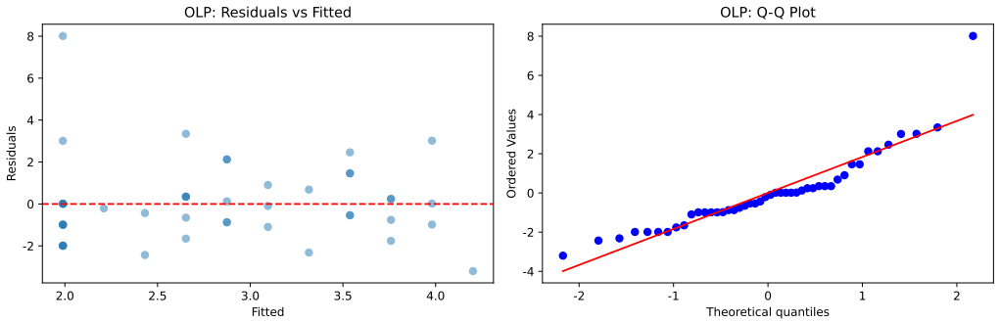 OLP: Residuals vs Fitted
Residuals
8
6
4
2
0
-2
2.0 2.5 3.0 3.5 4.0
Fitted
OLP: Q-Q Plot
Ordered Values
8
6
4
2
0
-2
-4
-2 -1 0 1 2
Theoretical quantiles